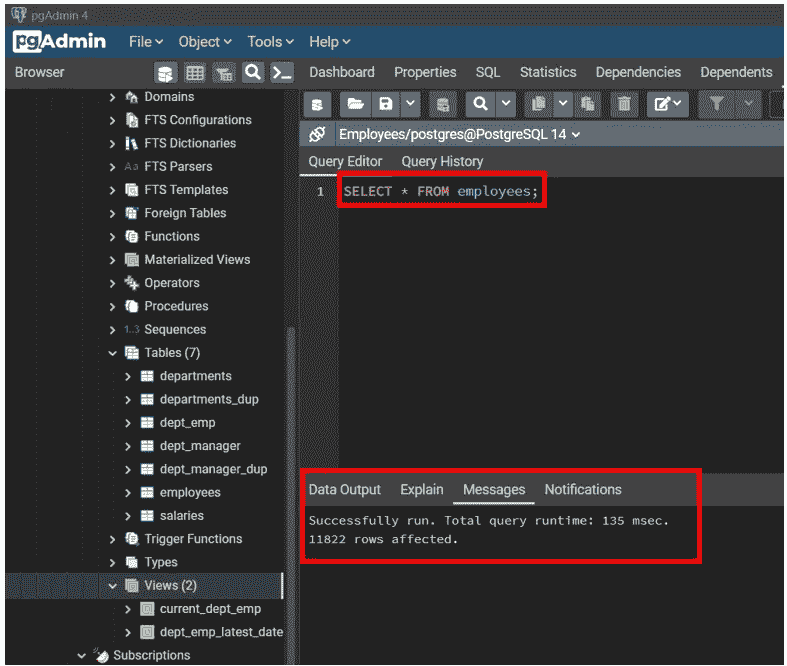 pgAdmin 4
pgAdmin File Object Tools Help
Browser
Dashboard Properties SQL Statistics Dependencies Dependents
Domains
FTS Configurations
FTS Dictionaries
Aa FTS Parsers
FTS Templates
Foreign Tables
Functions
Materialized Views
Operators
Procedures
1..3 Sequences
Tables (7)
departments
departments_dup
dept_emp
dept_manager
dept_manager_dup
employees
salaries
Trigger Functions
Types
Views (2)
current_dept_emp
dept_emp_latest_date
Subscriptions
Employees/postgres@PostgreSQL 14
Query Editor Query History
1 SELECT * FROM employees;
Data Output Explain Messages Notifications
Successfully run. Total query runtime: 135 msec.
11822 rows affected.